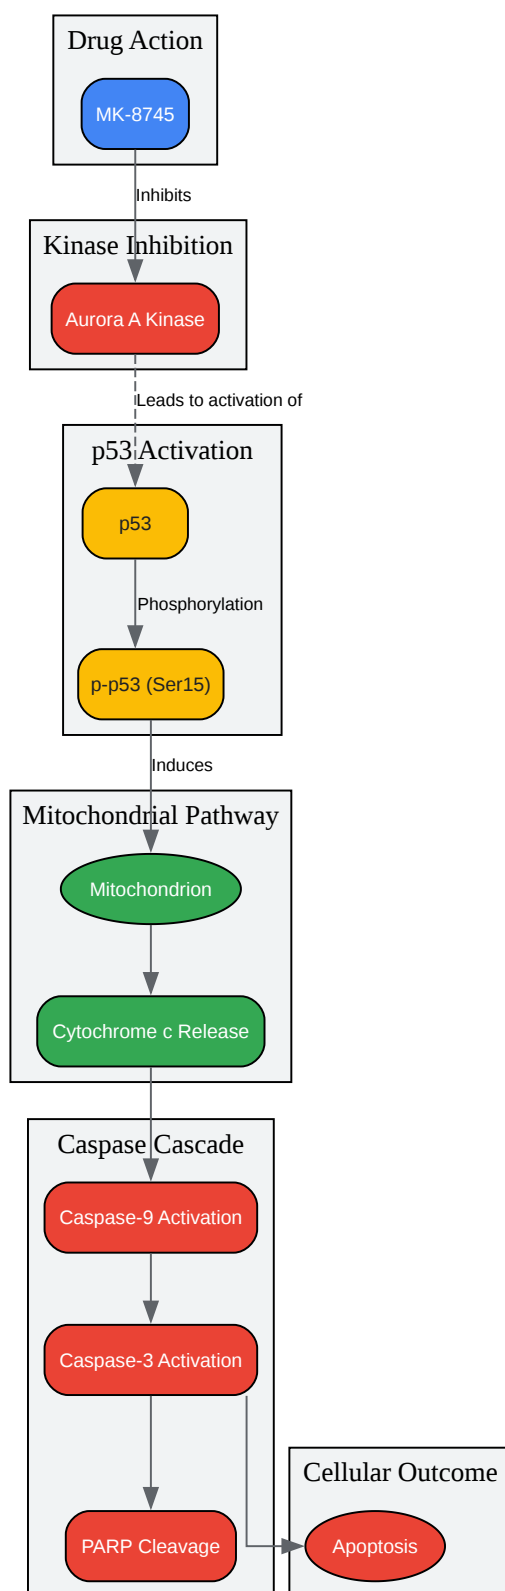 Drug Action
MK-8745
Inhibits
Kinase Inhibition
Aurora A Kinase
Leads to activation of
p53 Activation
p53
Phosphorylation
p-p53 (Ser15)
Induces
Mitochondrial Pathway
Mitochondrion
Cytochrome c Release
Caspase Cascade
Caspase-9 Activation
Caspase-3 Activation
PARP Cleavage
Cellular Outcome
Apoptosis